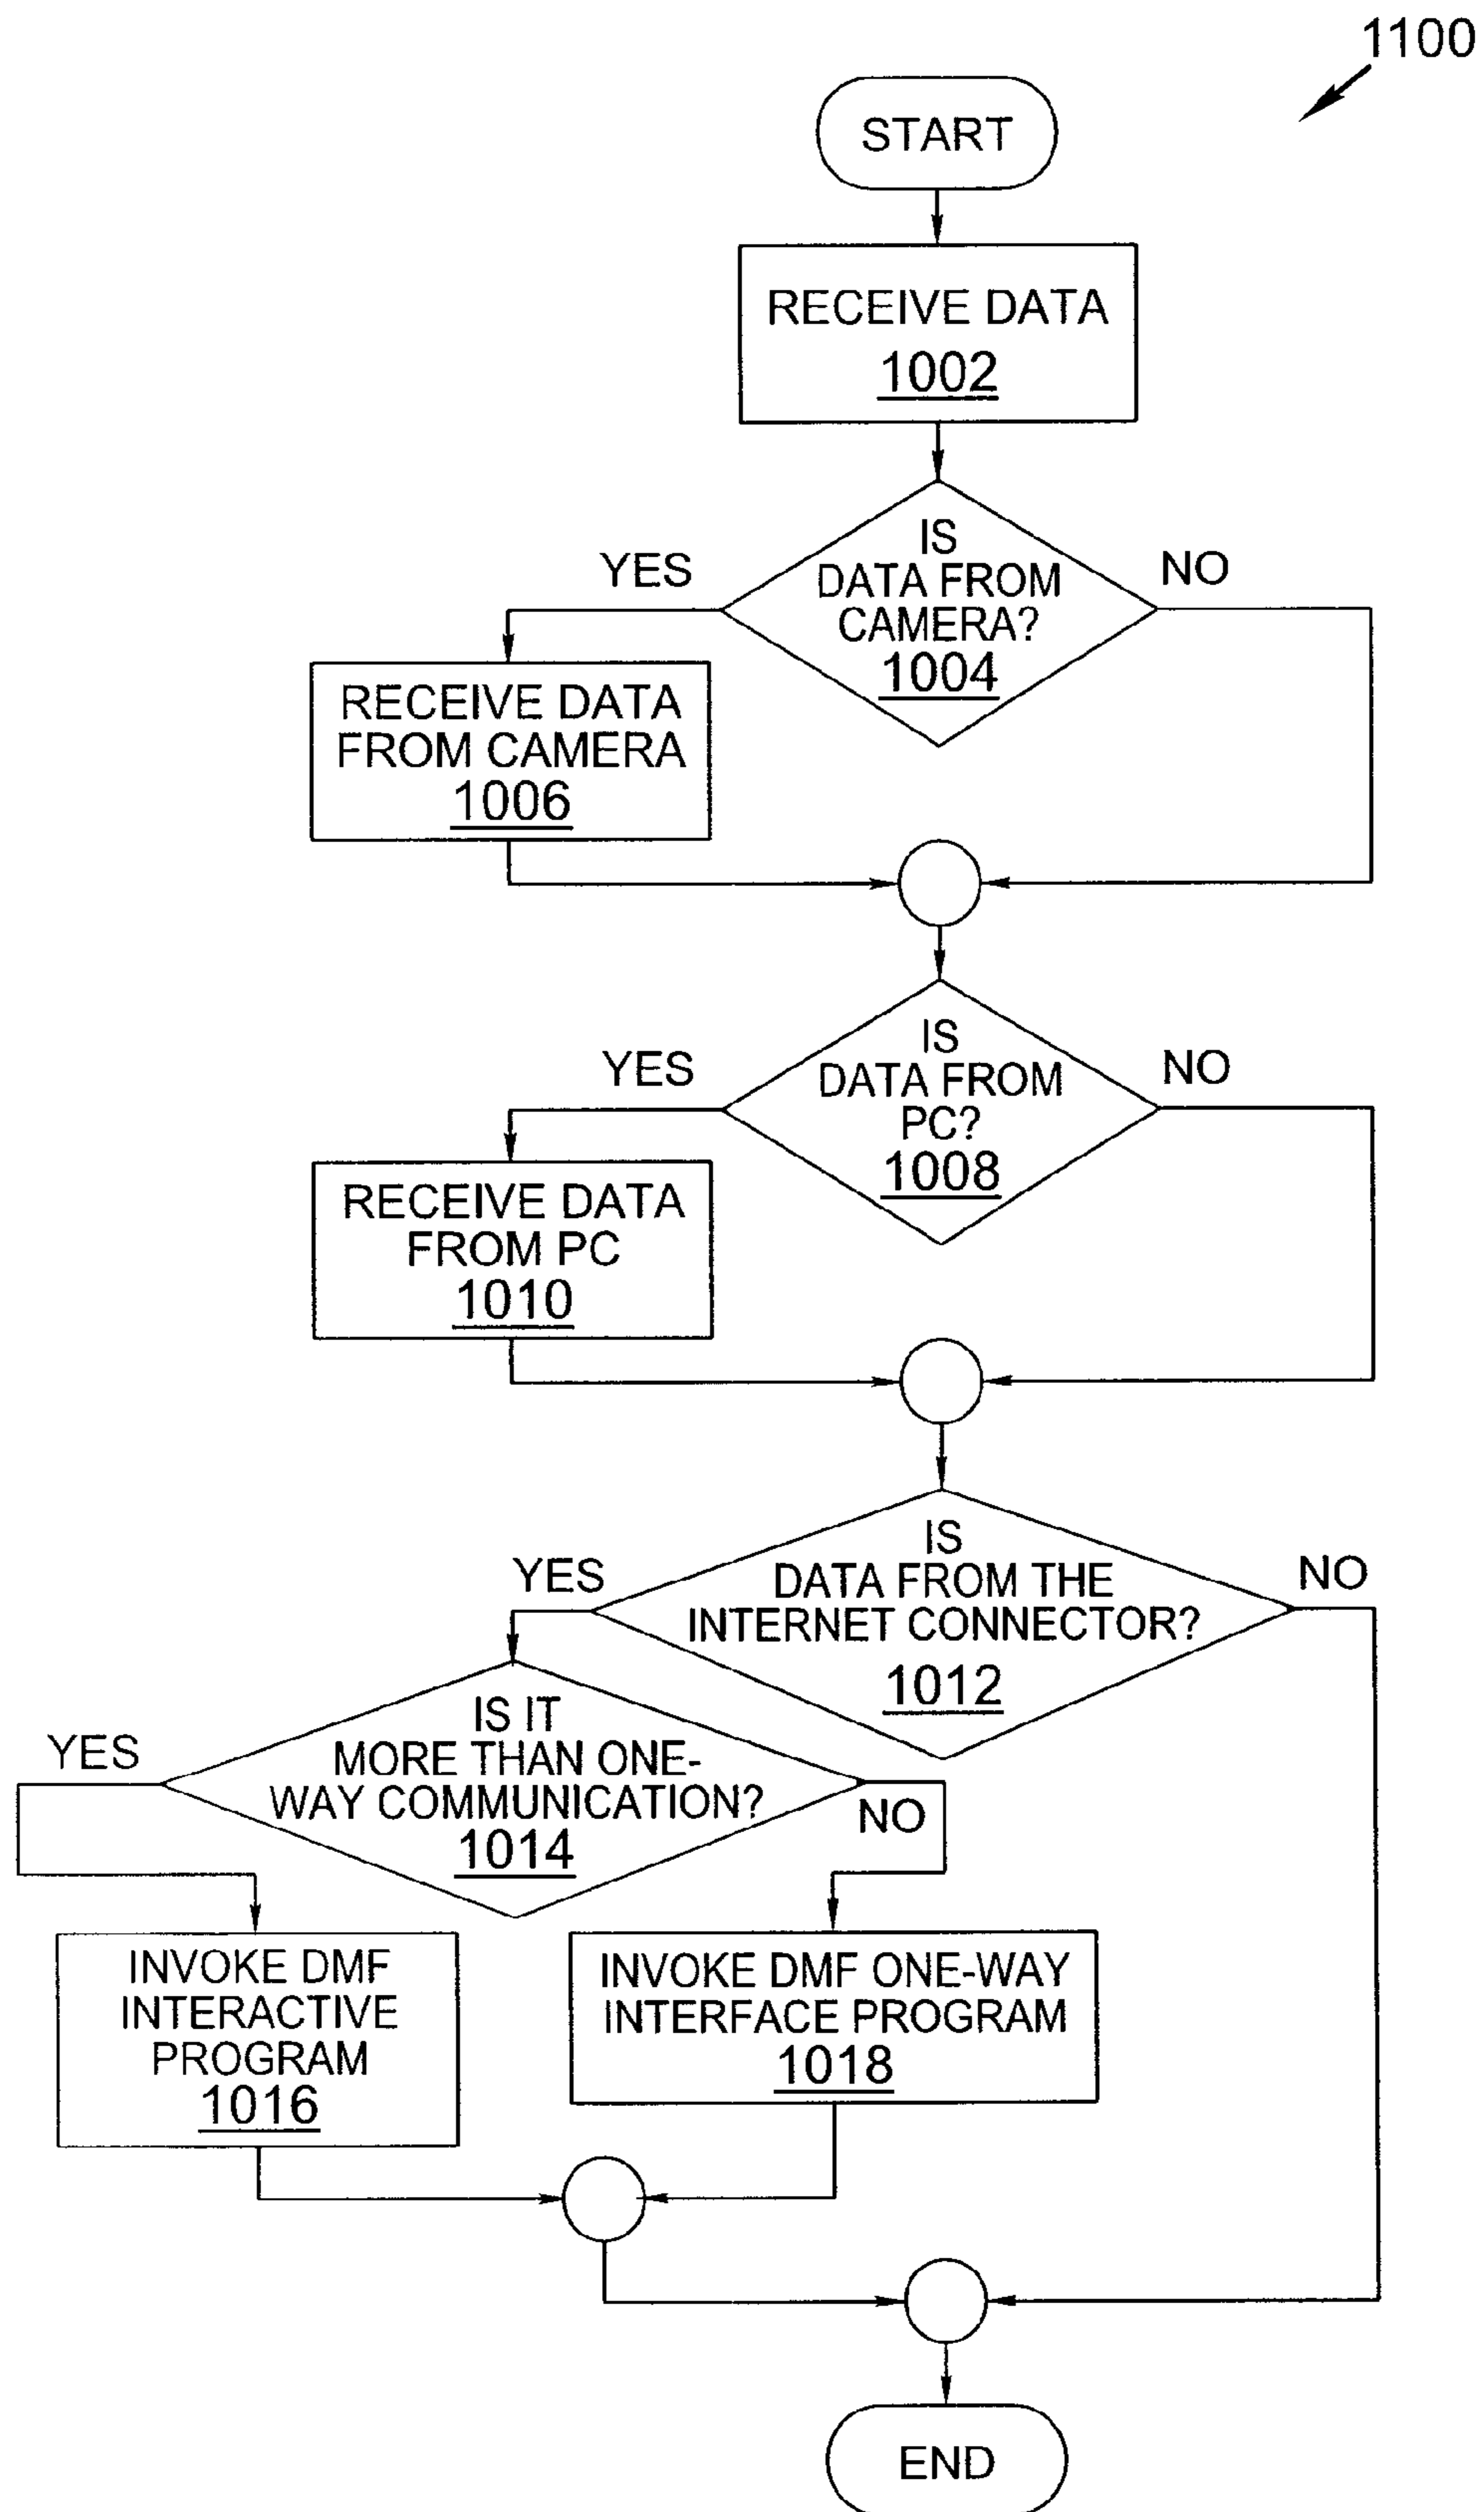 1100
START
RECEIVE DATA
1002
IS
DATA FROM
CAMERA?
1004
YES
NO
RECEIVE DATA
FROM CAMERA
1006
IS
DATA FROM
PC?
1008
YES
NO
RECEIVE DATA
FROM PC
1010
IS
DATA FROM THE
INTERNET CONNECTOR?
1012
YES
NO
IS IT
MORE THAN ONE-
WAY COMMUNICATION?
1014
YES
NO
INVOKE DMF
INTERACTIVE
PROGRAM
1016
INVOKE DMF ONE-WAY
INTERFACE PROGRAM
1018
END